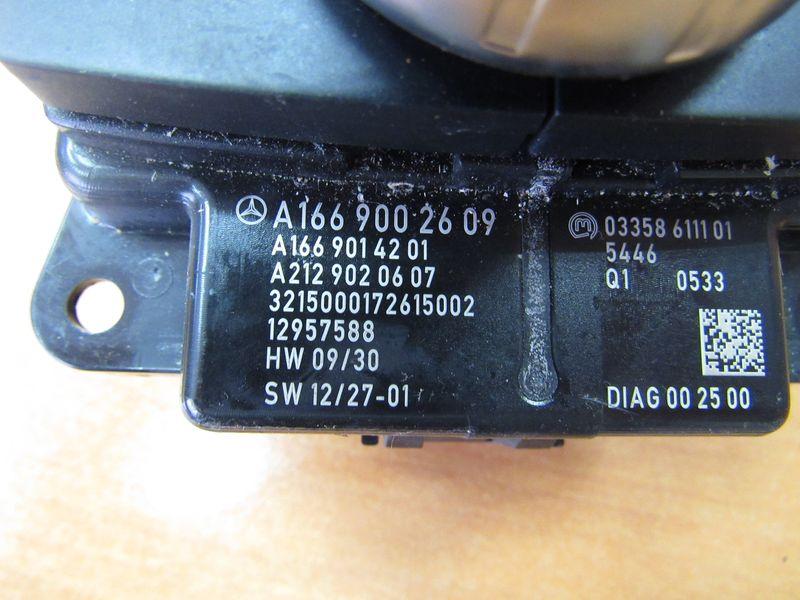 A166 900 26 09
A166 901 42 01
A212 902 06 07
3215000172615002
12957588
HW 09/30
SW 12/27-01
03358 6111 01
5446
Q1 0533
DIAG 00 25 00